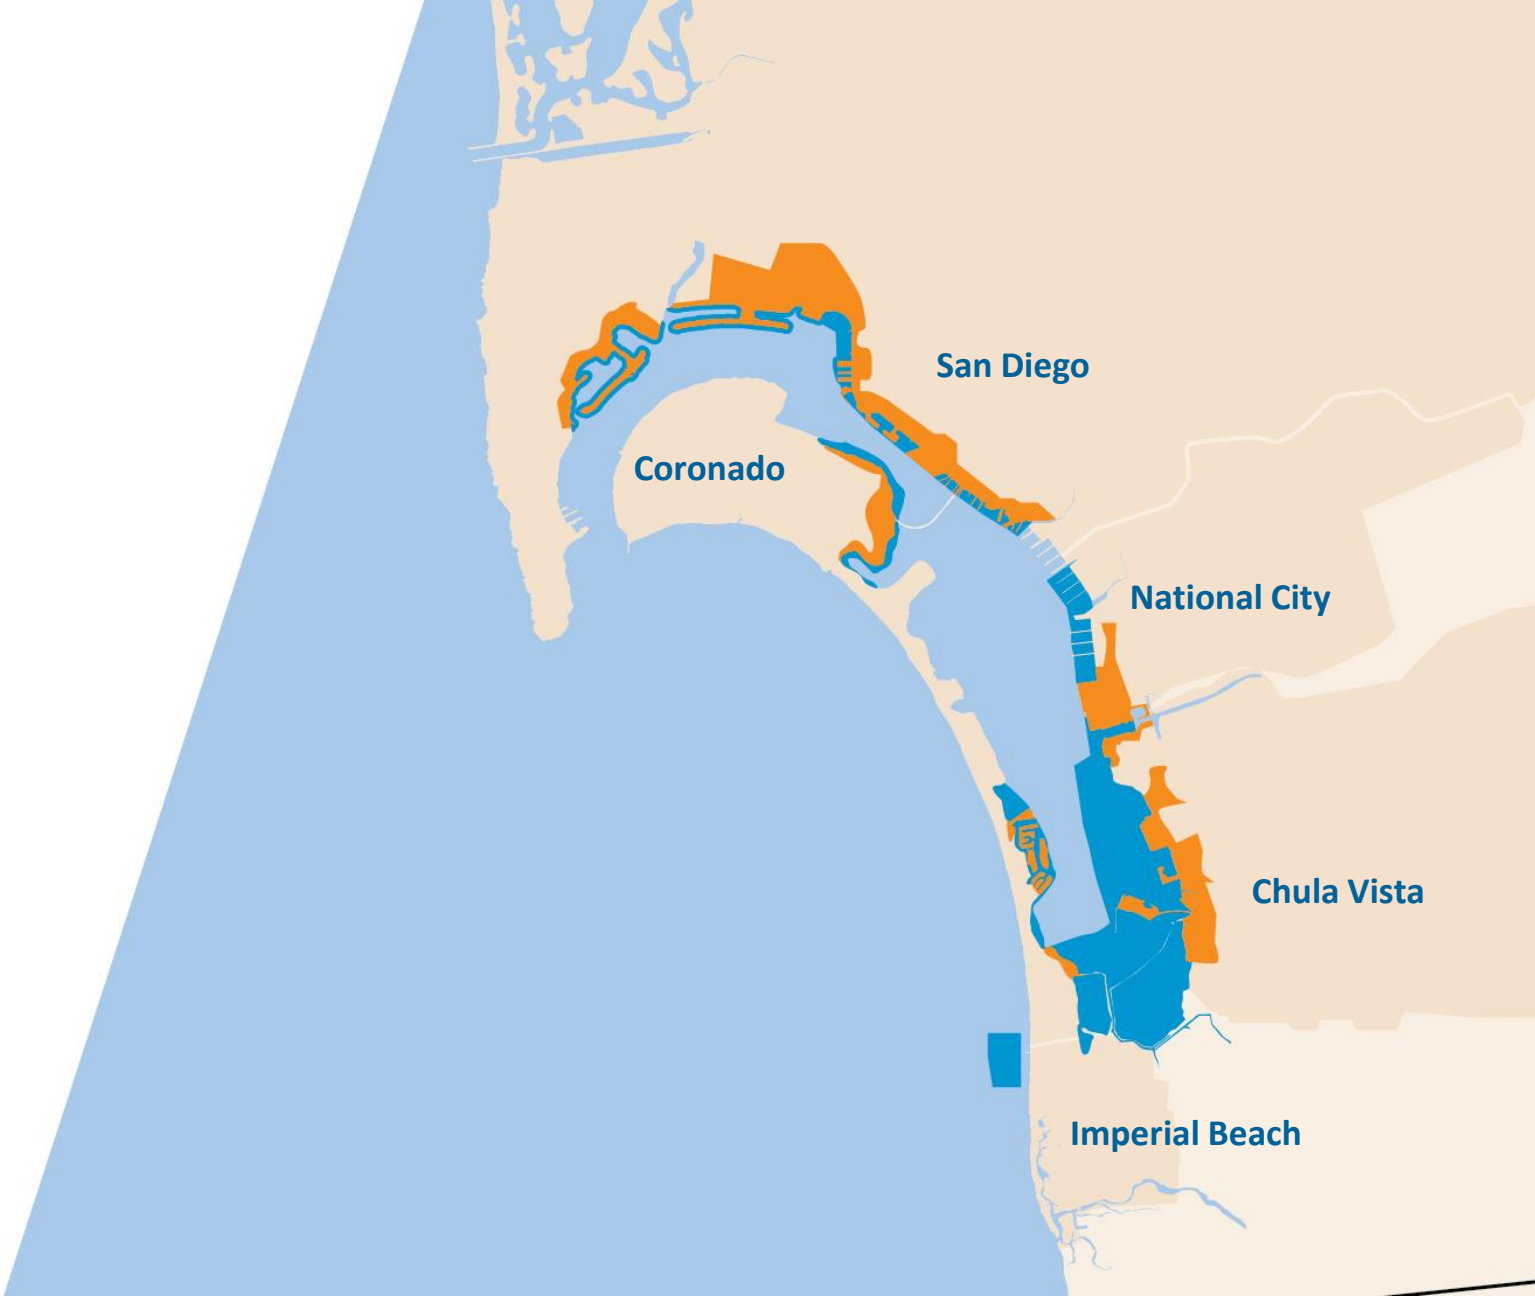 San Diego
Coronado
National City
Chula Vista
Imperial Beach